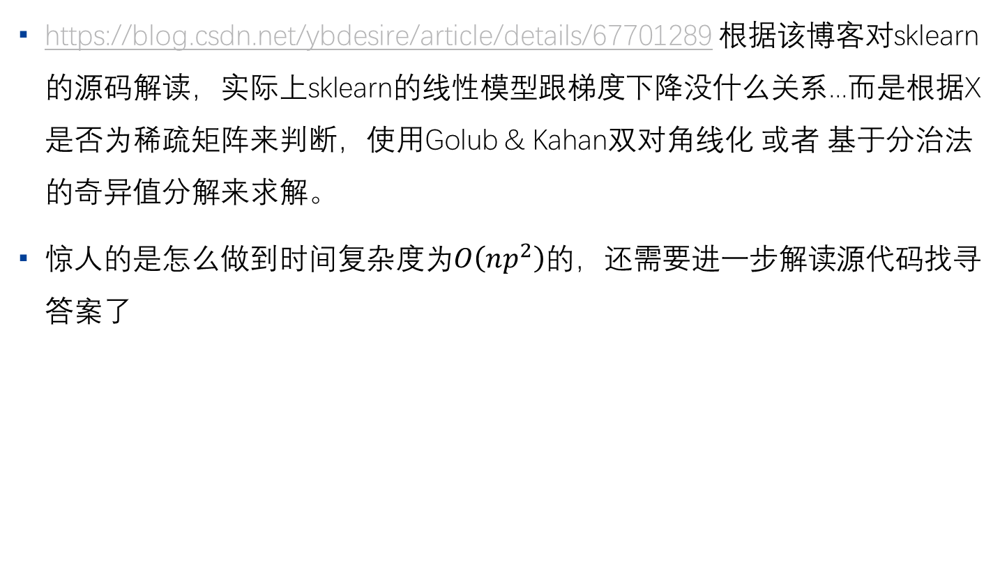 https://blog.csdn.net/ybdesire/article/details/67701289 根据该博客对sklearn
的源码解读，实际上sklearn的线性模型跟梯度下降没什么关系...而是根据X
是否为稀疏矩阵来判断，使用Golub & Kahan双对角线化 或者 基于分治法
的奇异值分解来求解。
惊人的是怎么做到时间复杂度为O(np²)的，还需要进一步解读源代码找寻
答案了